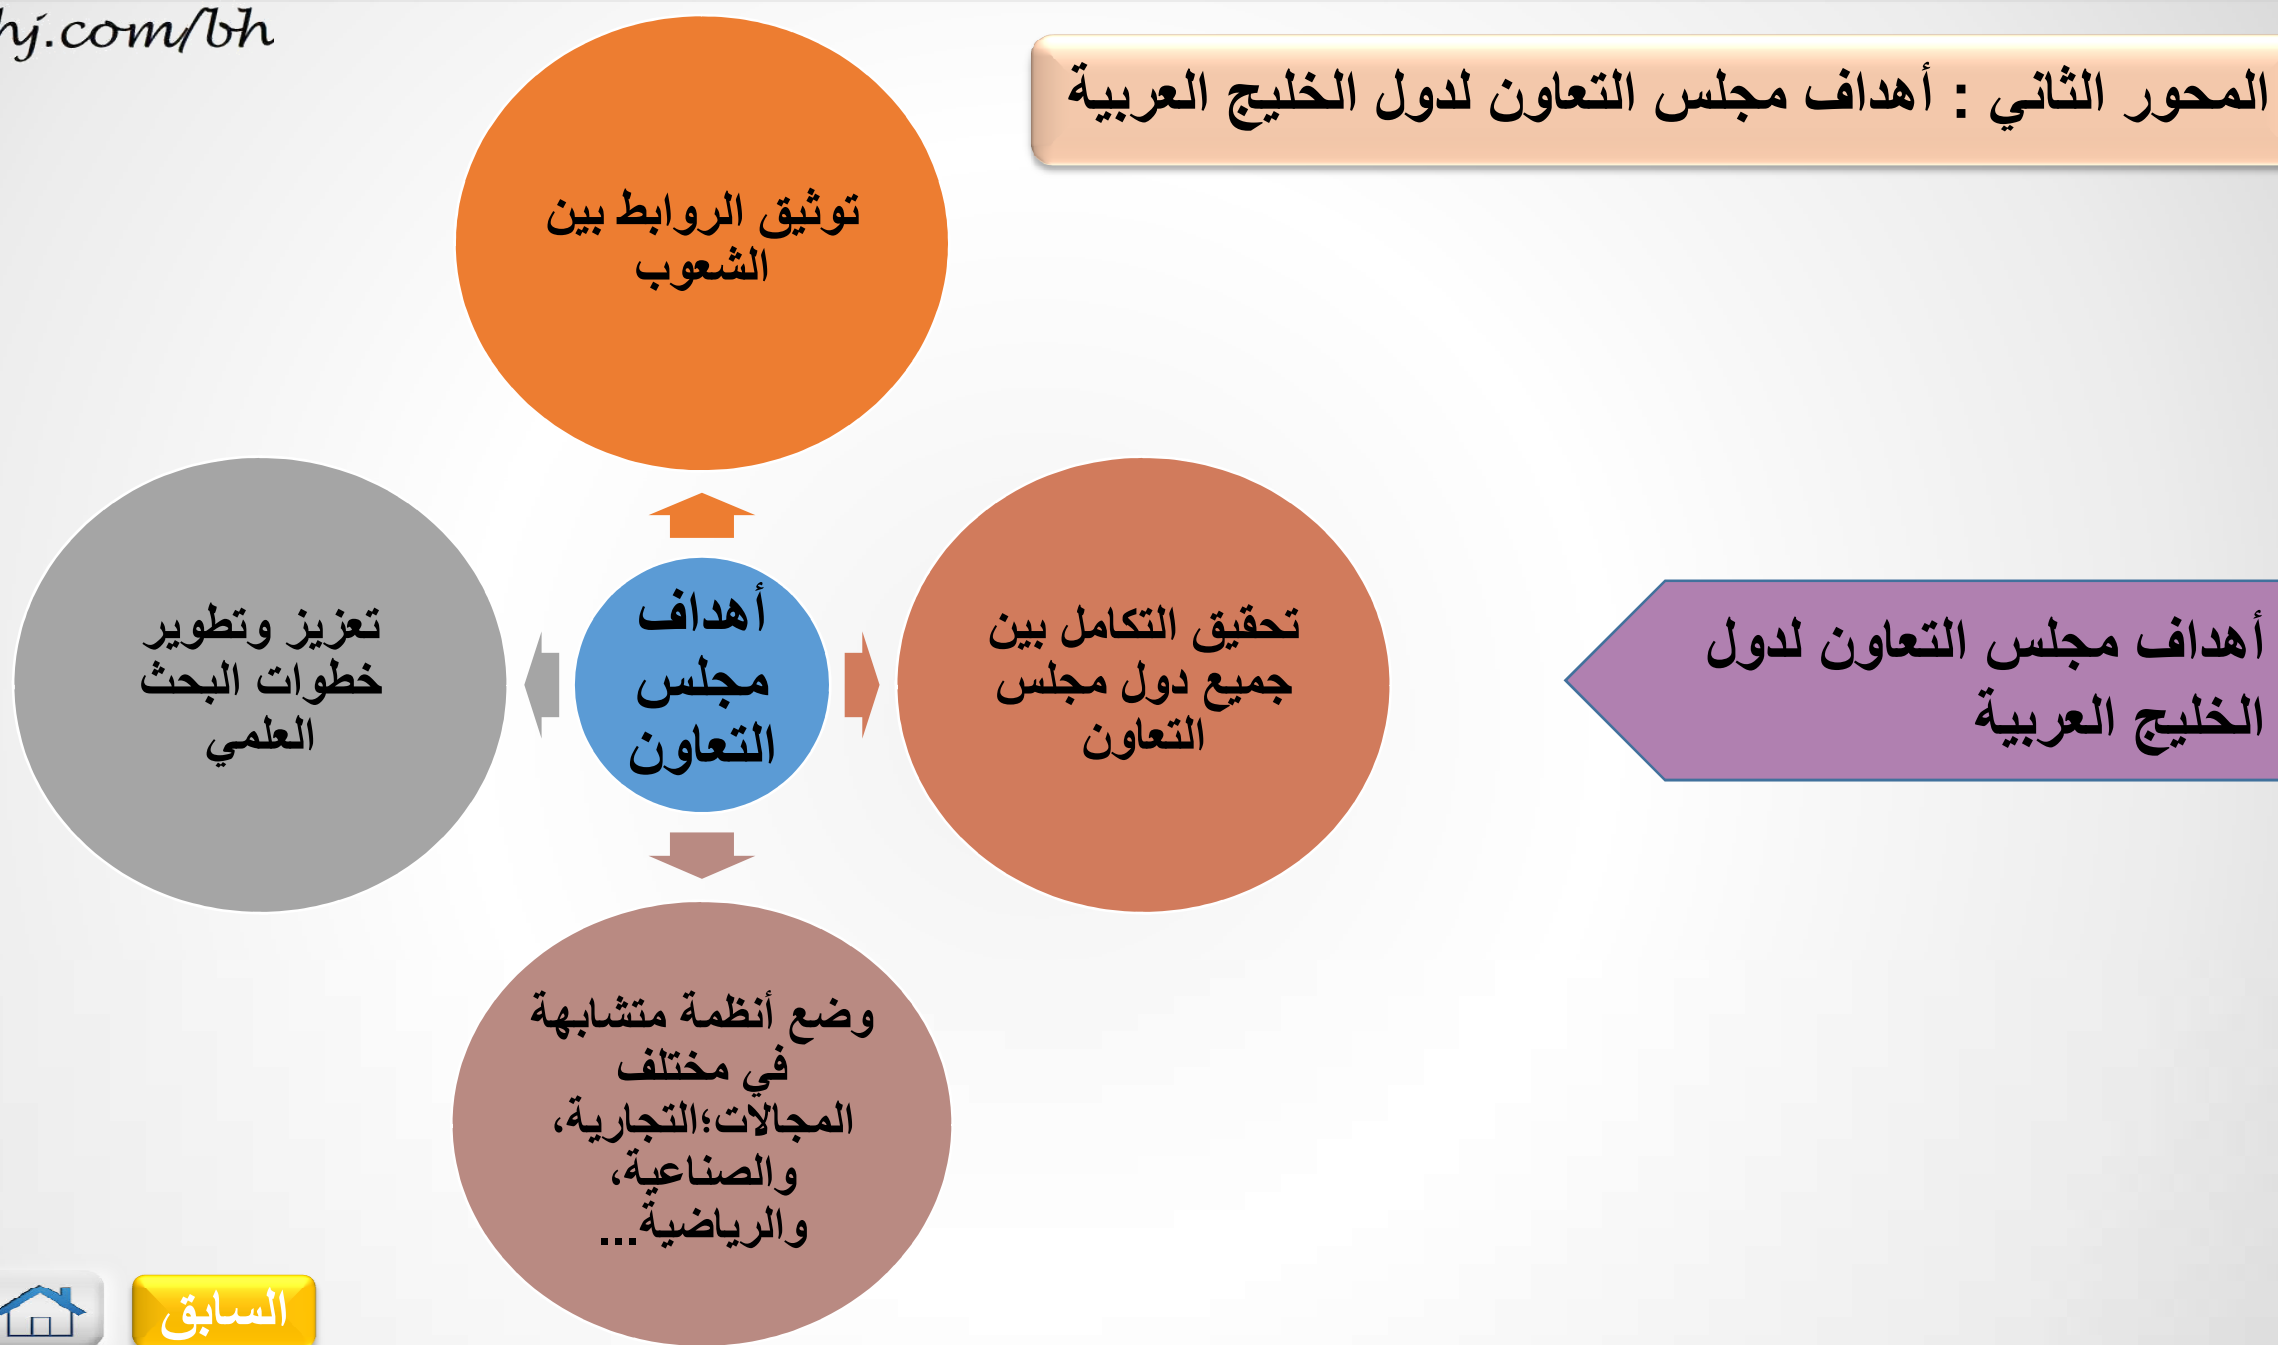 hj.com/bh
المحور الثاني : أهداف مجلس التعاون لدول الخليج العربية
توثيق الروابط بين
الشعوب
أهداف مجلس التعاون لدول
الخليج العربية
تحقيق التكامل بين
جميع دول مجلس
التعاون
أهداف
مجلس
التعاون
تعزيز وتطوير
خطوات البحث
العلمي
وضع أنظمة متشابهة
في مختلف
المجالات؛التجارية،
والصناعية،
والرياضية...
السابق